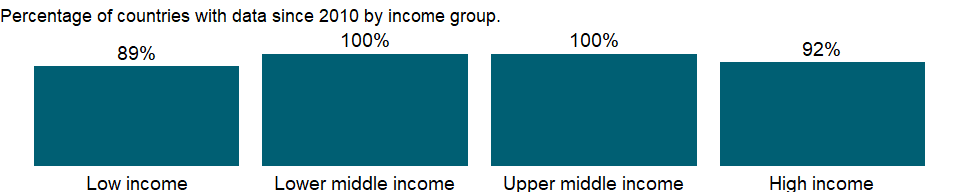 Percentage of countries with data since 2010 by income group.
89%
100%
100%
92%
Low income
Lower middle income
Upper middle income
High income